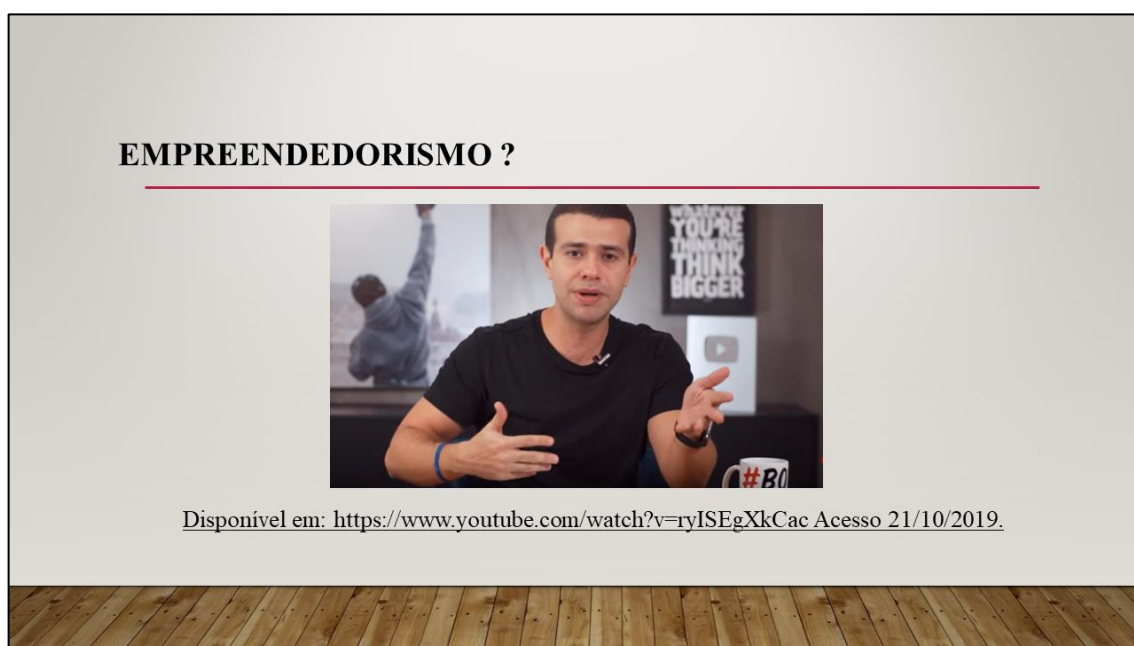 EMPREENDEDORISMO ?
WHATEVER
YOU'RE
THINKING
THINK
BIGGER
#BO
Disponível em: https://www.youtube.com/watch?v=ryISEgXkCac Acesso 21/10/2019.